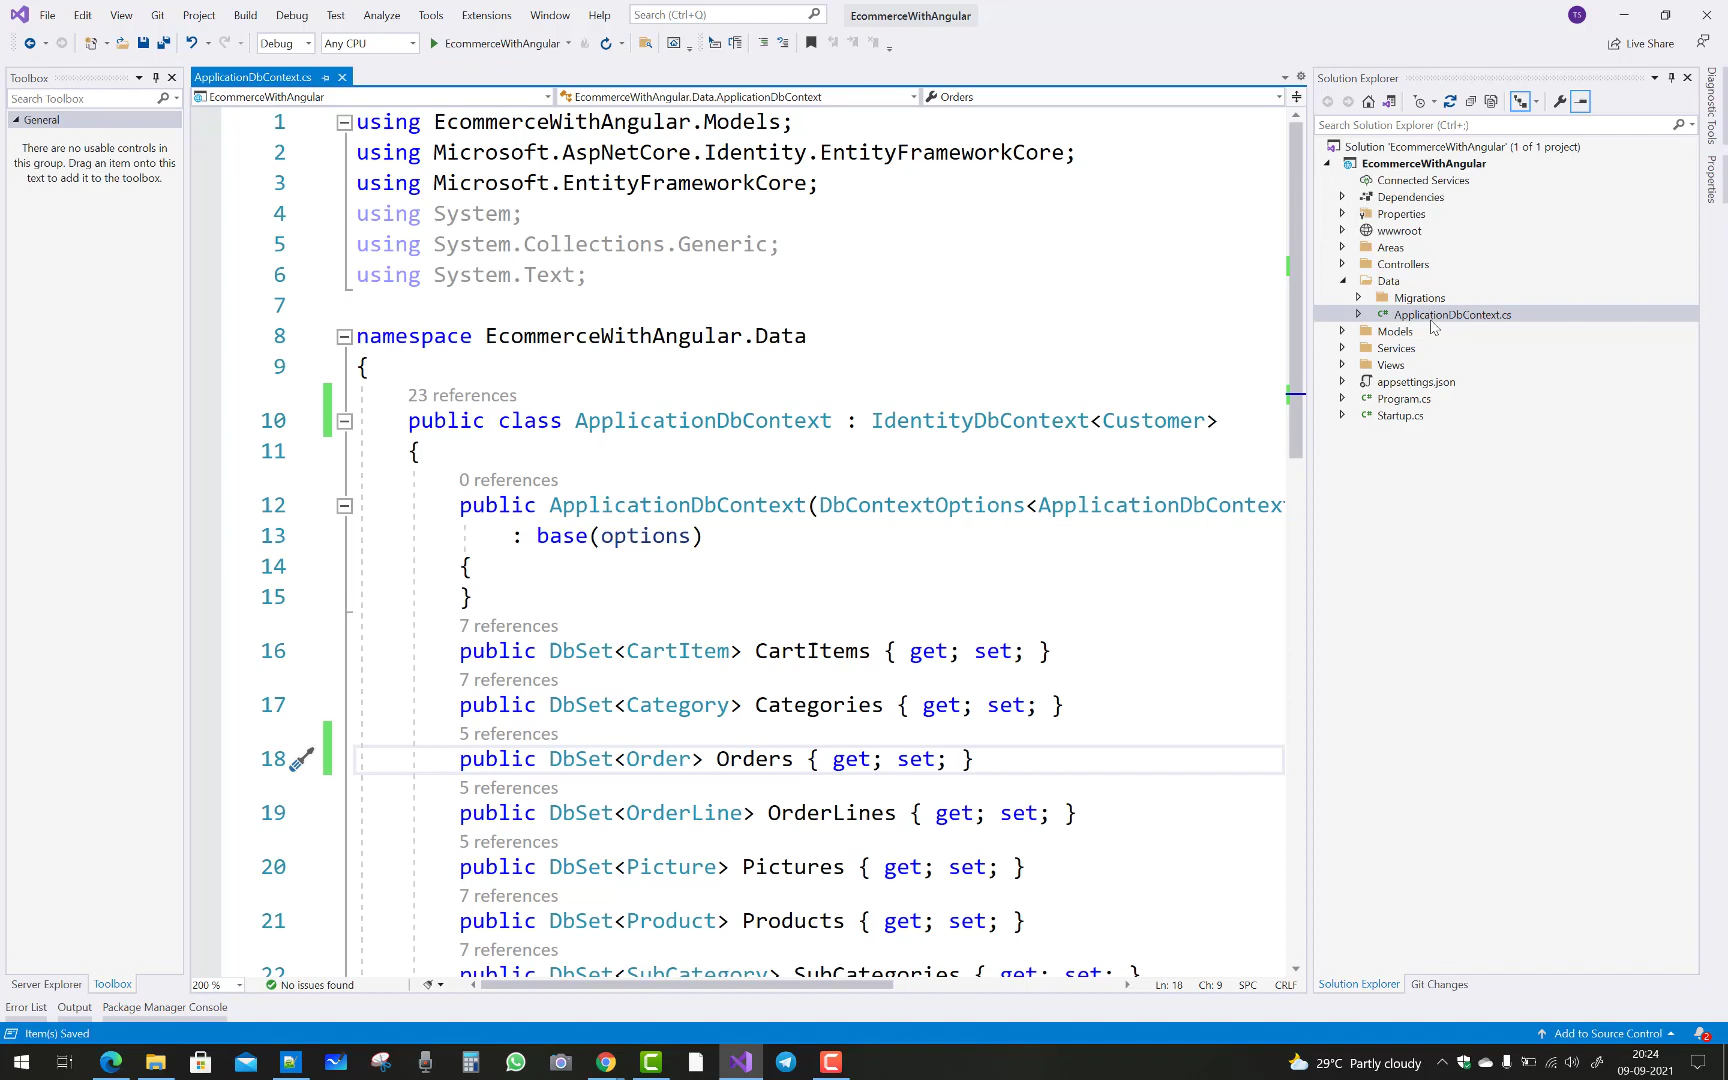 File Edit View Git Project Build Debug Test Analyze Tools Extensions Window Help Search (Ctrl+Q) EcommerceWithAngular TS
Debug Any CPU EcommerceWithAngular Live Share
Toolbox
Search Toolbox
General
There are no usable controls in
this group. Drag an item onto this
text to add it to the toolbox.
Server Explorer Toolbox
ApplicationDbContext.cs
EcommerceWithAngular EcommerceWithAngular.Data.ApplicationDbContext Orders
1 using EcommerceWithAngular.Models;
2 using Microsoft.AspNetCore.Identity.EntityFrameworkCore;
3 using Microsoft.EntityFrameworkCore;
4 using System;
5 using System.Collections.Generic;
6 using System.Text;
7
8 namespace EcommerceWithAngular.Data
9 {
23 references
10 public class ApplicationDbContext : IdentityDbContext<Customer>
11 {
0 references
12 public ApplicationDbContext(DbContextOptions<ApplicationDbContex
13 : base(options)
14 {
15 }
7 references
16 public DbSet<CartItem> CartItems { get; set; }
7 references
17 public DbSet<Category> Categories { get; set; }
5 references
18 public DbSet<Order> Orders { get; set; }
5 references
19 public DbSet<OrderLine> OrderLines { get; set; }
5 references
20 public DbSet<Picture> Pictures { get; set; }
7 references
21 public DbSet<Product> Products { get; set; }
7 references
22 public DbSet<SubCategory> SubCategories { get; set; }
200 % No issues found Ln: 18 Ch: 9 SPC CRLF
Solution Explorer
Search Solution Explorer (Ctrl+;)
Solution 'EcommerceWithAngular' (1 of 1 project)
EcommerceWithAngular
Connected Services
Dependencies
Properties
wwwroot
Areas
Controllers
Data
Migrations
ApplicationDbContext.cs
Models
Services
Views
appsettings.json
Program.cs
Startup.cs
Solution Explorer Git Changes
Diagnostic Tools
Properties
Error List Output Package Manager Console
Item(s) Saved Add to Source Control 2
29°C Partly cloudy 20:24
09-09-2021